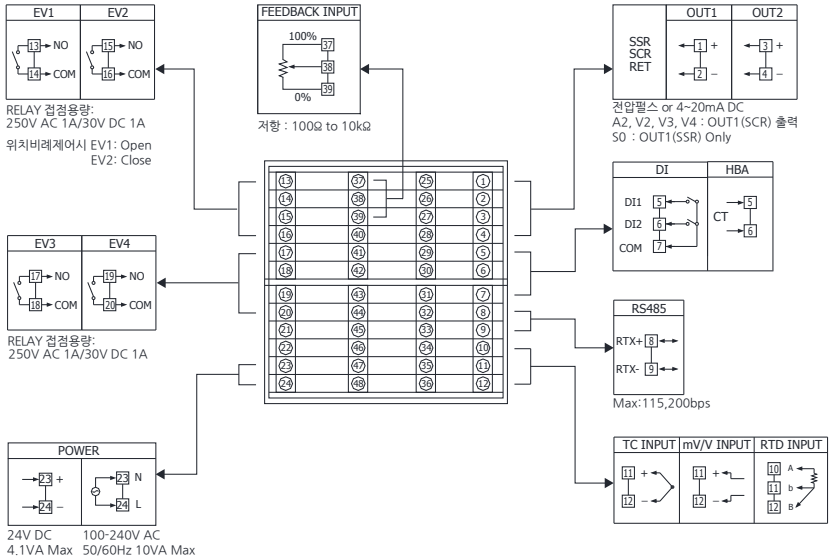 EV1 EV2
13 NO 15 NO
14 COM 16 COM
RELAY 접점용량:
250V AC 1A/30V DC 1A
위치비례제어시 EV1: Open
EV2: Close
FEEDBACK INPUT
100% 37
38
39
0%
저항 : 100Ω to 10kΩ
OUT1 OUT2
SSR
SCR
RET
1 + 3 +
2 − 4 −
전압펄스 or 4~20mA DC
A2, V2, V3, V4 : OUT1(SCR) 출력
S0 : OUT1(SSR) Only
DI HBA
DI1 5
DI2 6
COM 7
CT 5
6
13 37 25 1
14 38 26 2
15 39 27 3
16 40 28 4
17 41 29 5
18 42 30 6
19 43 31 7
20 44 32 8
21 45 33 9
22 46 34 10
23 47 35 11
24 48 36 12
EV3 EV4
17 NO 19 NO
18 COM 20 COM
RELAY 접점용량:
250V AC 1A/30V DC 1A
RS485
RTX+ 8
RTX- 9
Max:115,200bps
POWER
23 + 23 N
24 − 24 L
24V DC 100-240V AC
4.1VA Max 50/60Hz 10VA Max
TC INPUT mV/V INPUT RTD INPUT
11 + 11 + 10 A
12 − 12 − 11 b
12 B